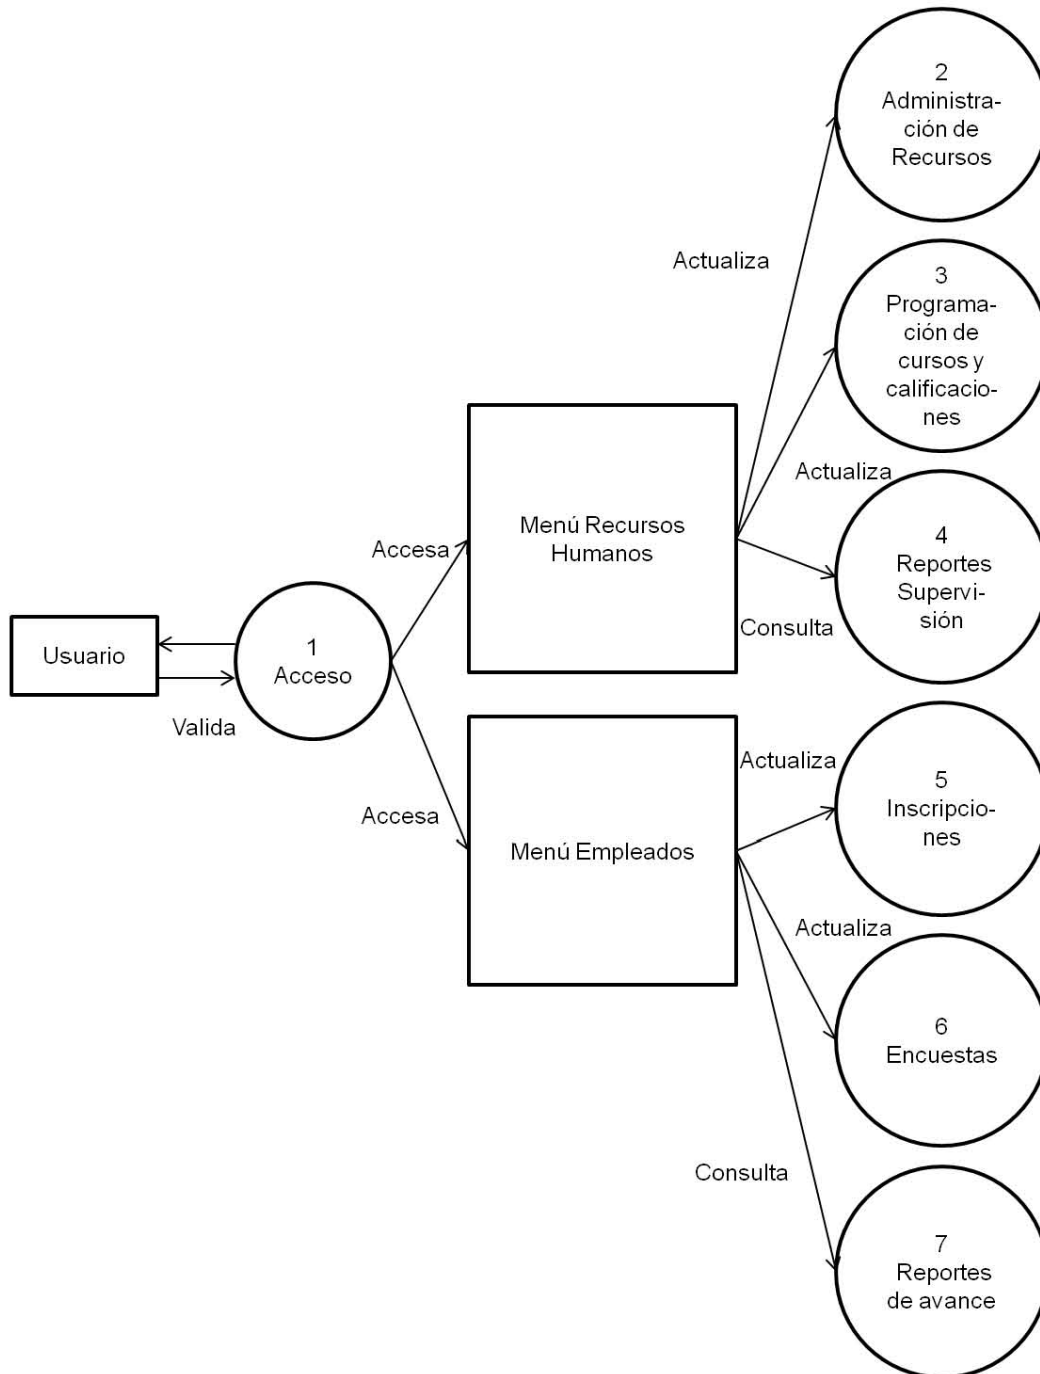 2
Administra-
ción de
Recursos
Actualiza
3
Programa-
ción de
cursos y
calificacio-
nes
Actualiza
Menú Recursos
Humanos
4
Reportes
Supervi-
sión
Accesa
Consulta
Usuario
1
Acceso
Valida
Actualiza
5
Inscripcio-
nes
Accesa
Menú Empleados
Actualiza
6
Encuestas
Consulta
7
Reportes
de avance